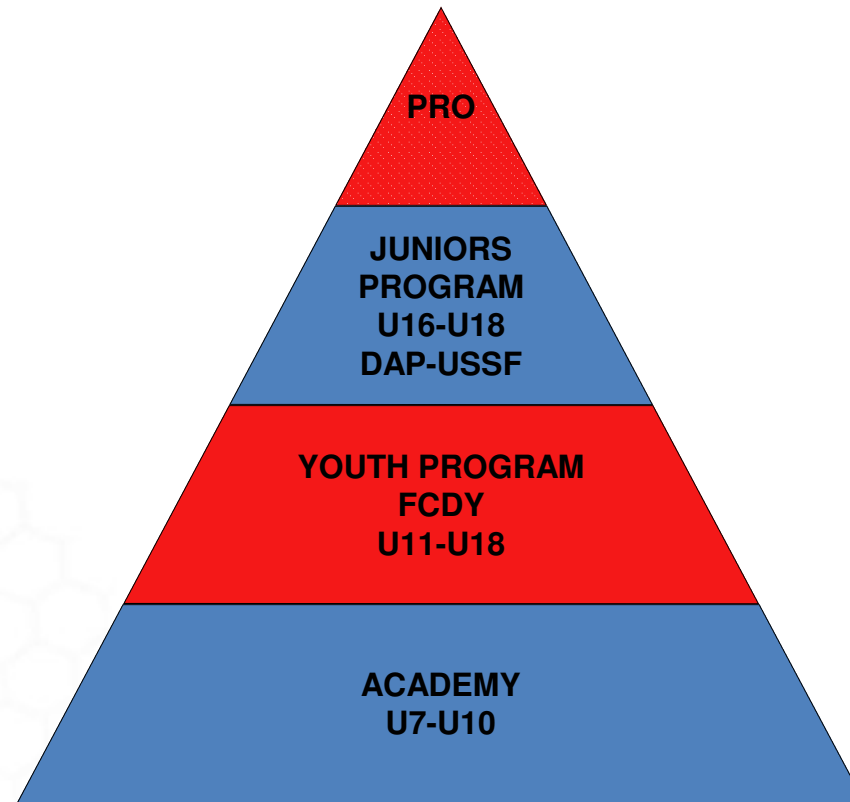 PRO
JUNIORS
PROGRAM
U16-U18
DAP-USSF
YOUTH PROGRAM
FCDY
U11-U18
ACADEMY
U7-U10